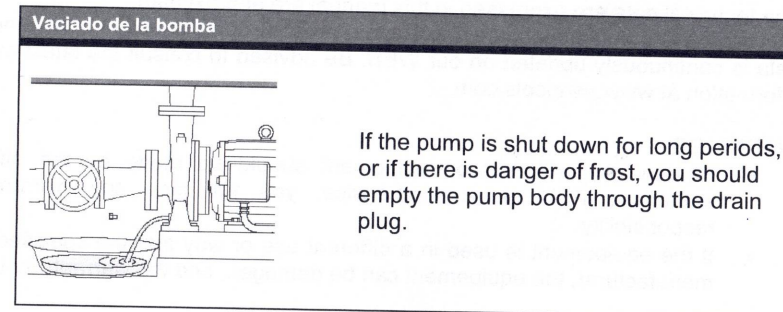 Vaciado de la bomba
If the pump is shut down for long periods,
or if there is danger of frost, you should
empty the pump body through the drain
plug.